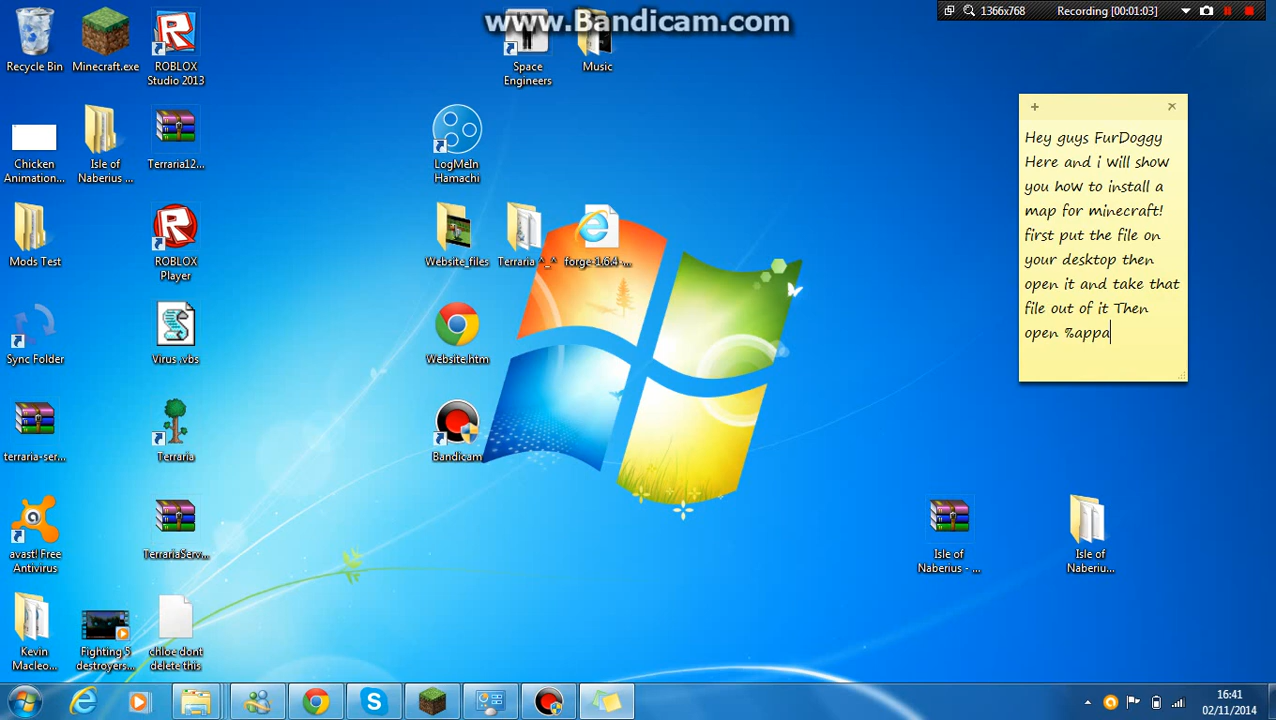 www.Bandicam.com
1366x768
Recording [00:01:03]
Recycle Bin
Minecraft.exe
ROBLOX
Studio 2013
Space
Engineers
Music
Chicken
Animation...
Isle of
Naberius ...
Terraria12...
LogMeIn
Hamachi
Hey guys FurDoggy
Here and i will show
you how to install a
map for minecraft!
first put the file on
your desktop then
open it and take that
file out of it Then
open %appa
Mods Test
ROBLOX
Player
Website_files
Terraria ^_^
forge-1.6.4-...
Sync Folder
Virus .vbs
Website.htm
terraria-ser...
Terraria
Bandicam
avast! Free
Antivirus
TerrariaServ...
Isle of
Naberius - ...
Isle of
Naberiu...
Kevin
Macleo...
Fighting 5
destroyers...
chloe dont
delete this
16:41
02/11/2014